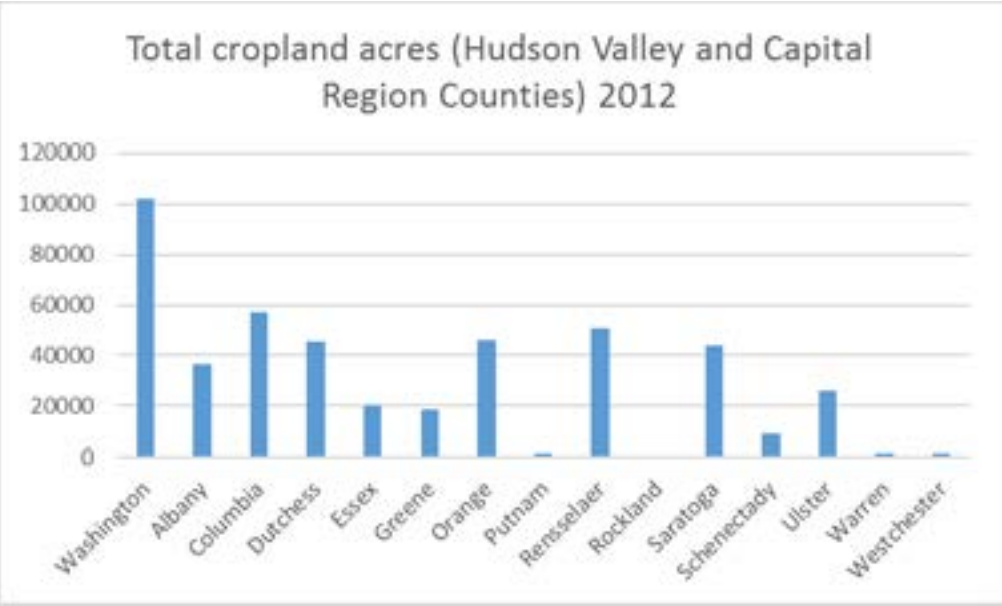 Total cropland acres (Hudson Valley and Capital
Region Counties) 2012
120000
100000
80000
60000
40000
20000
0
Washington
Albany
Columbia
Dutchess
Essex
Greene
Orange
Putnam
Rensselaer
Rockland
Saratoga
Schenectady
Ulster
Warren
Westchester